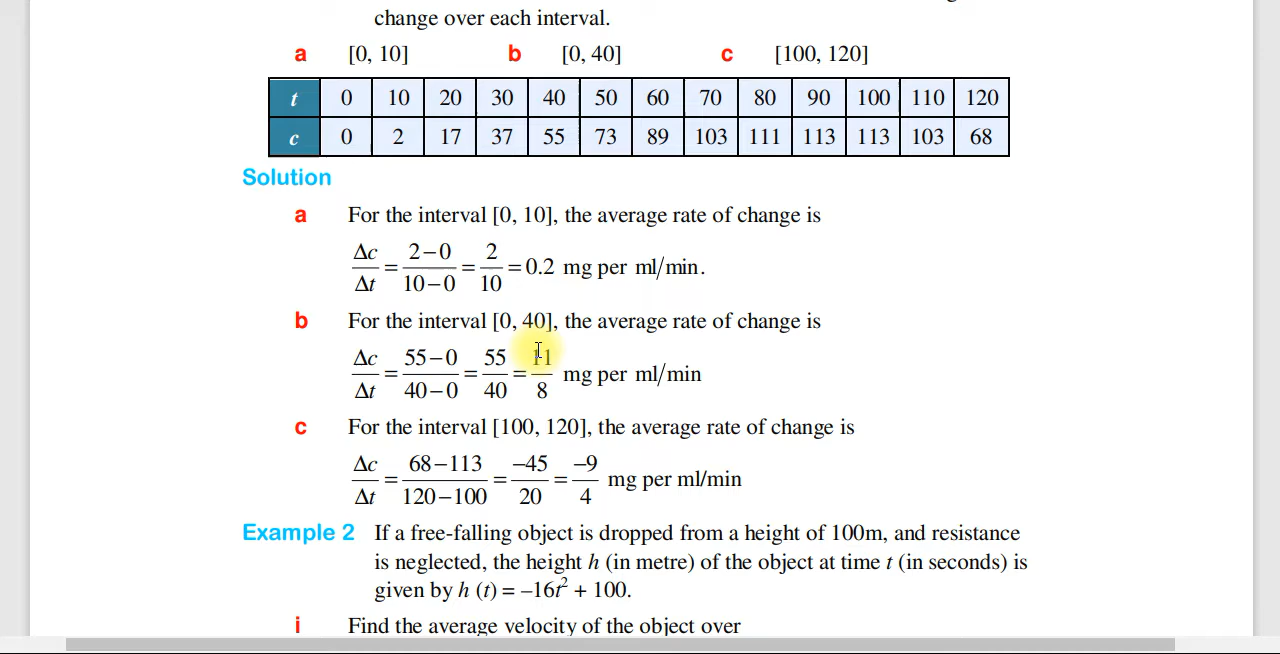 change over each interval.
a [0, 10] b [0, 40] c [100, 120]
t 0 10 20 30 40 50 60 70 80 90 100 110 120
c 0 2 17 37 55 73 89 103 111 113 113 103 68
Solution
a For the interval [0, 10], the average rate of change is
Δc/Δt = (2−0)/(10−0) = 2/10 = 0.2 mg per ml/min.
b For the interval [0, 40], the average rate of change is
Δc/Δt = (55−0)/(40−0) = 55/40 = 11/8 mg per ml/min
c For the interval [100, 120], the average rate of change is
Δc/Δt = (68−113)/(120−100) = −45/20 = −9/4 mg per ml/min
Example 2 If a free-falling object is dropped from a height of 100m, and resistance
is neglected, the height h (in metre) of the object at time t (in seconds) is
given by h (t) = –16t² + 100.
i Find the average velocity of the object over